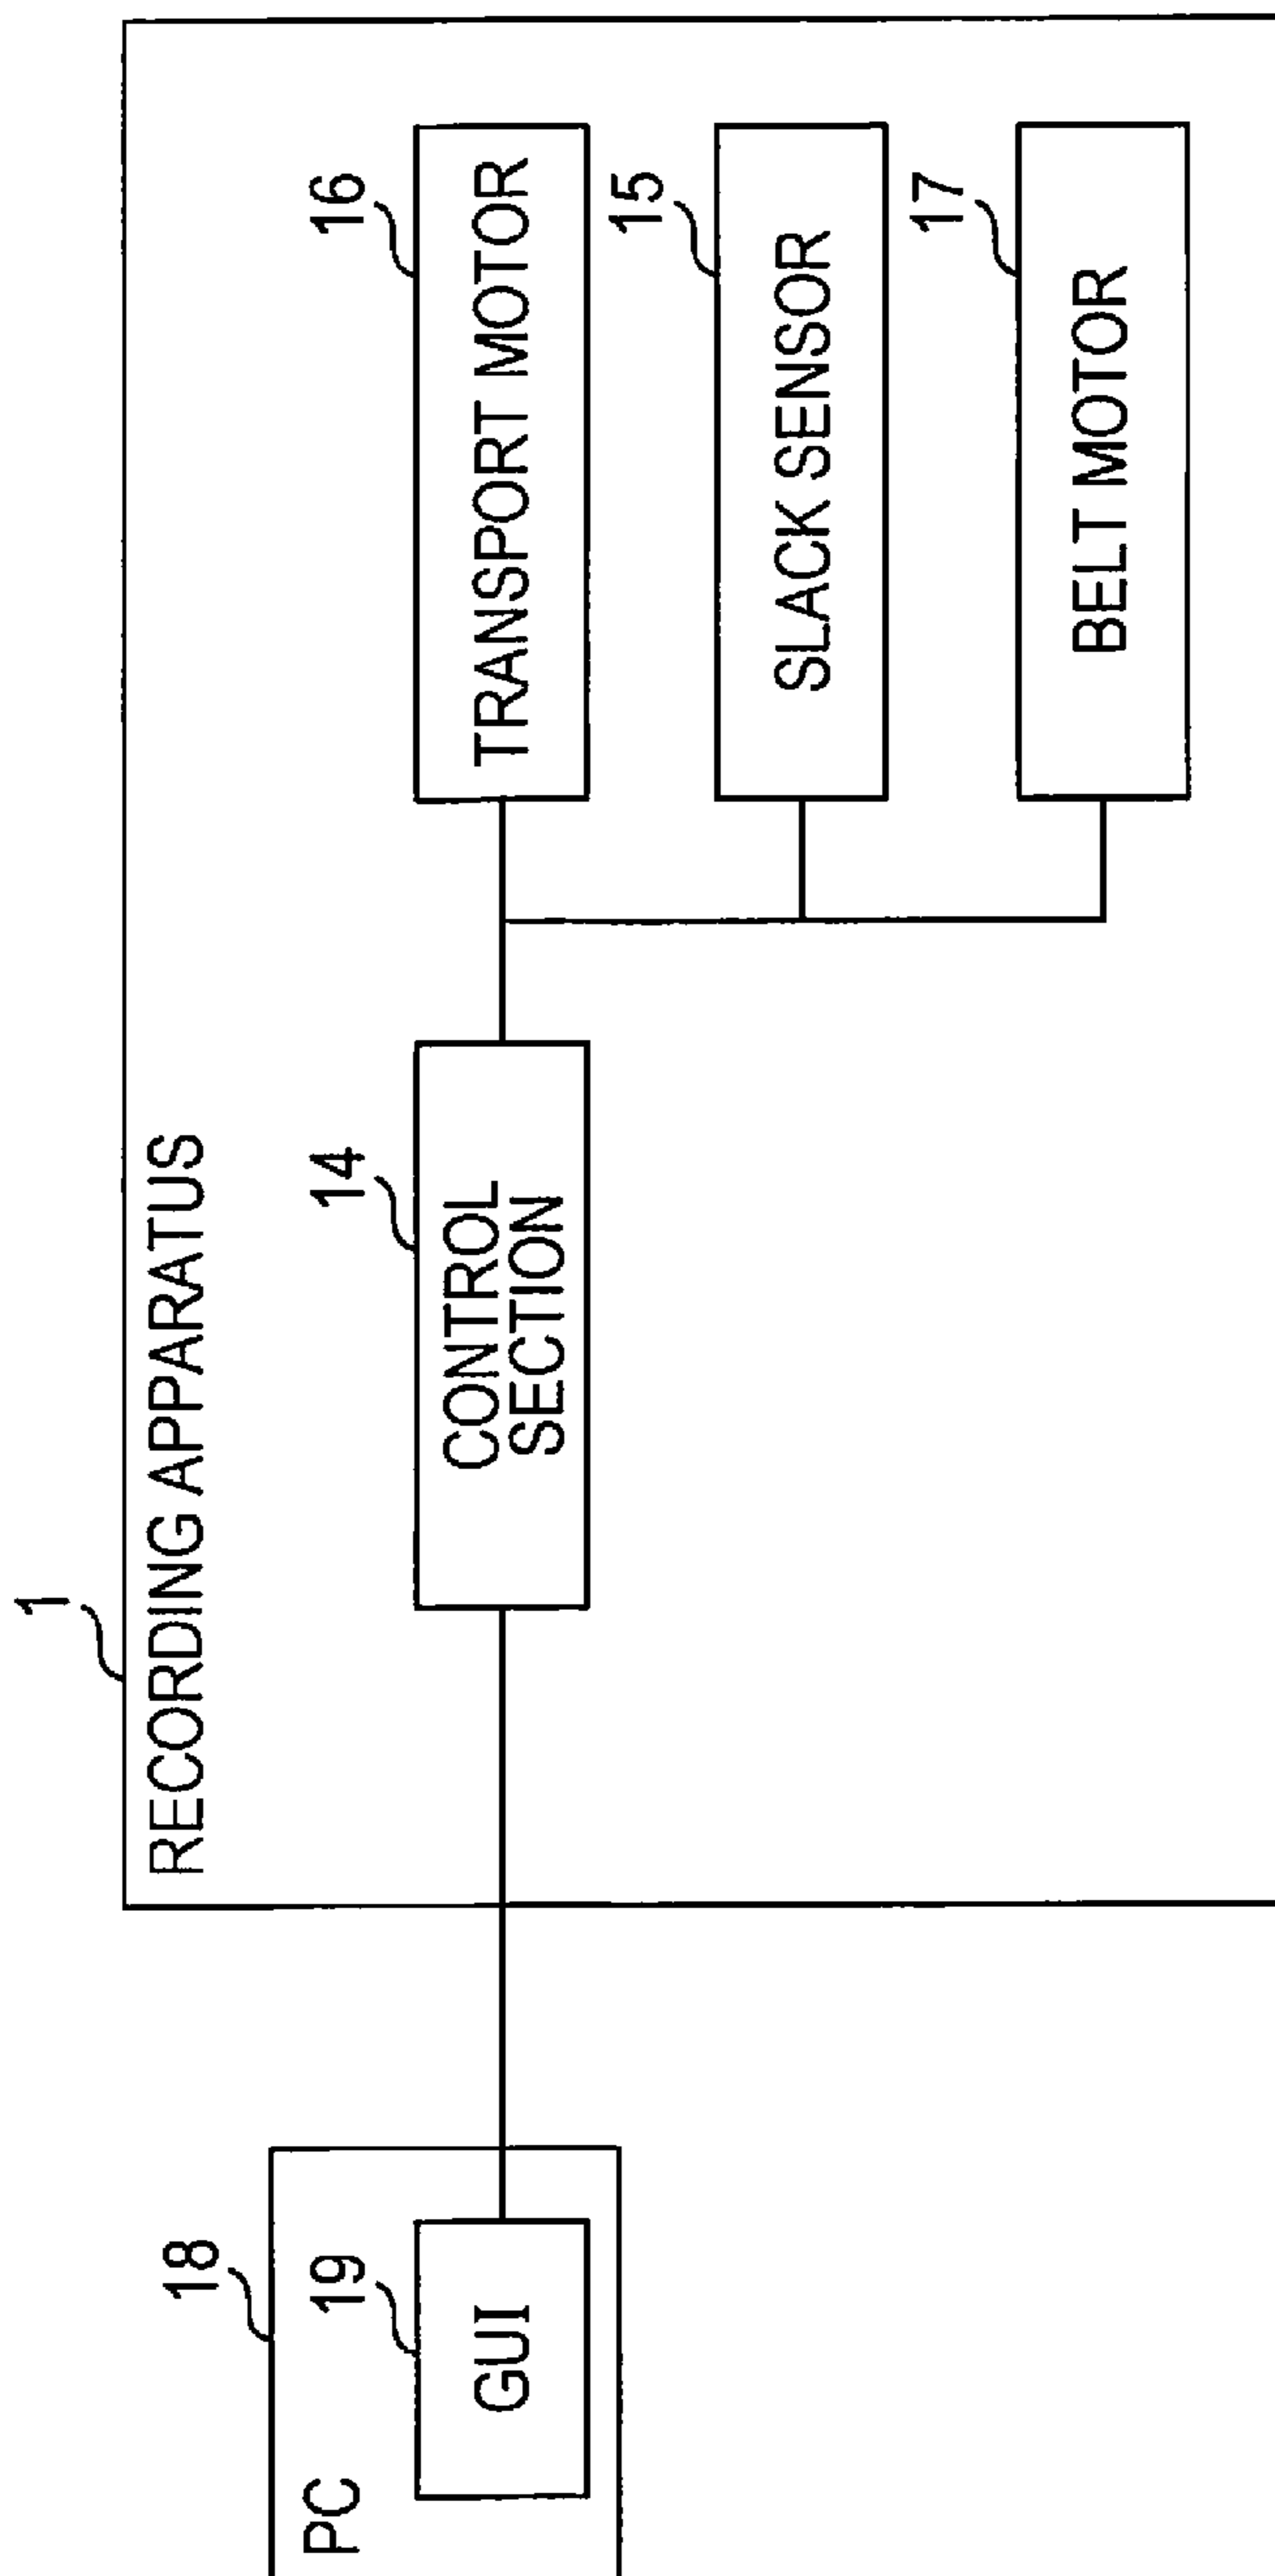 1
RECORDING APPARATUS
18
PC
19
GUI
14
CONTROL
SECTION
16
TRANSPORT MOTOR
15
SLACK SENSOR
17
BELT MOTOR